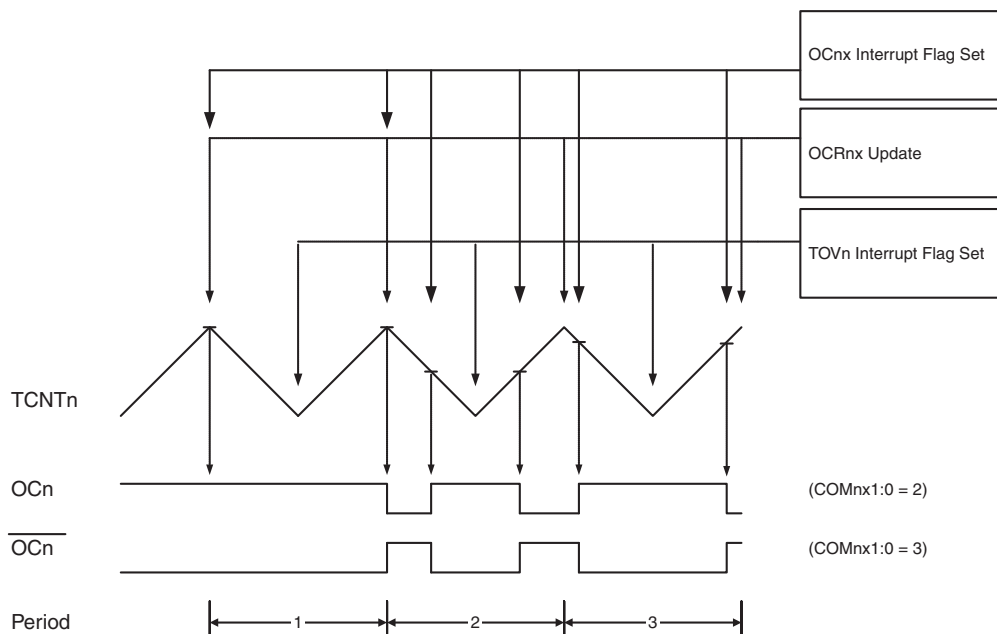 OCnx Interrupt Flag Set
OCRnx Update
TOVn Interrupt Flag Set
TCNTn
OCn
(COMnx1:0 = 2)
OCn
(COMnx1:0 = 3)
Period
1
2
3